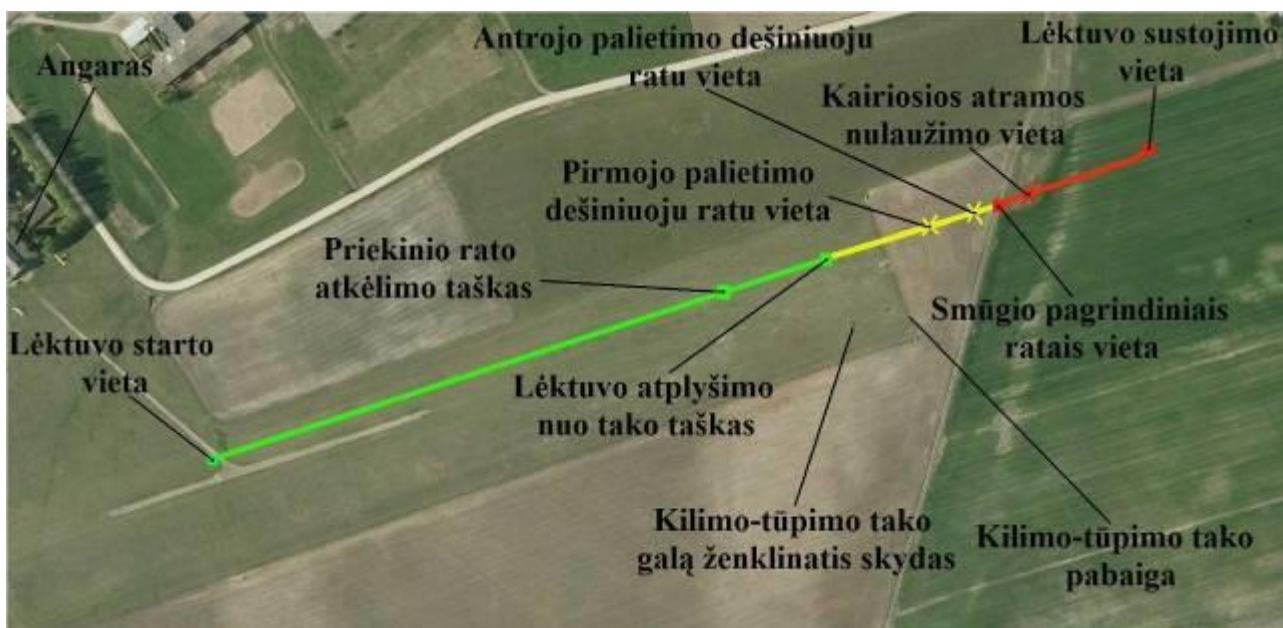 Angaras
Antrojo palietimo dešiniuoju
ratu vieta
Lėktuvo sustojimo
vieta
Kairiosios atramos
nulaužimo vieta
Pirmojo palietimo
dešiniuoju ratu vieta
Priekinio rato
atkėlimo taškas
Lėktuvo starto
vieta
Lėktuvo atplyšimo
nuo tako taškas
Smūgio pagrindiniais
ratais vieta
Kilimo-tūpimo tako
galą ženklinatis skydas
Kilimo-tūpimo tako
pabaiga